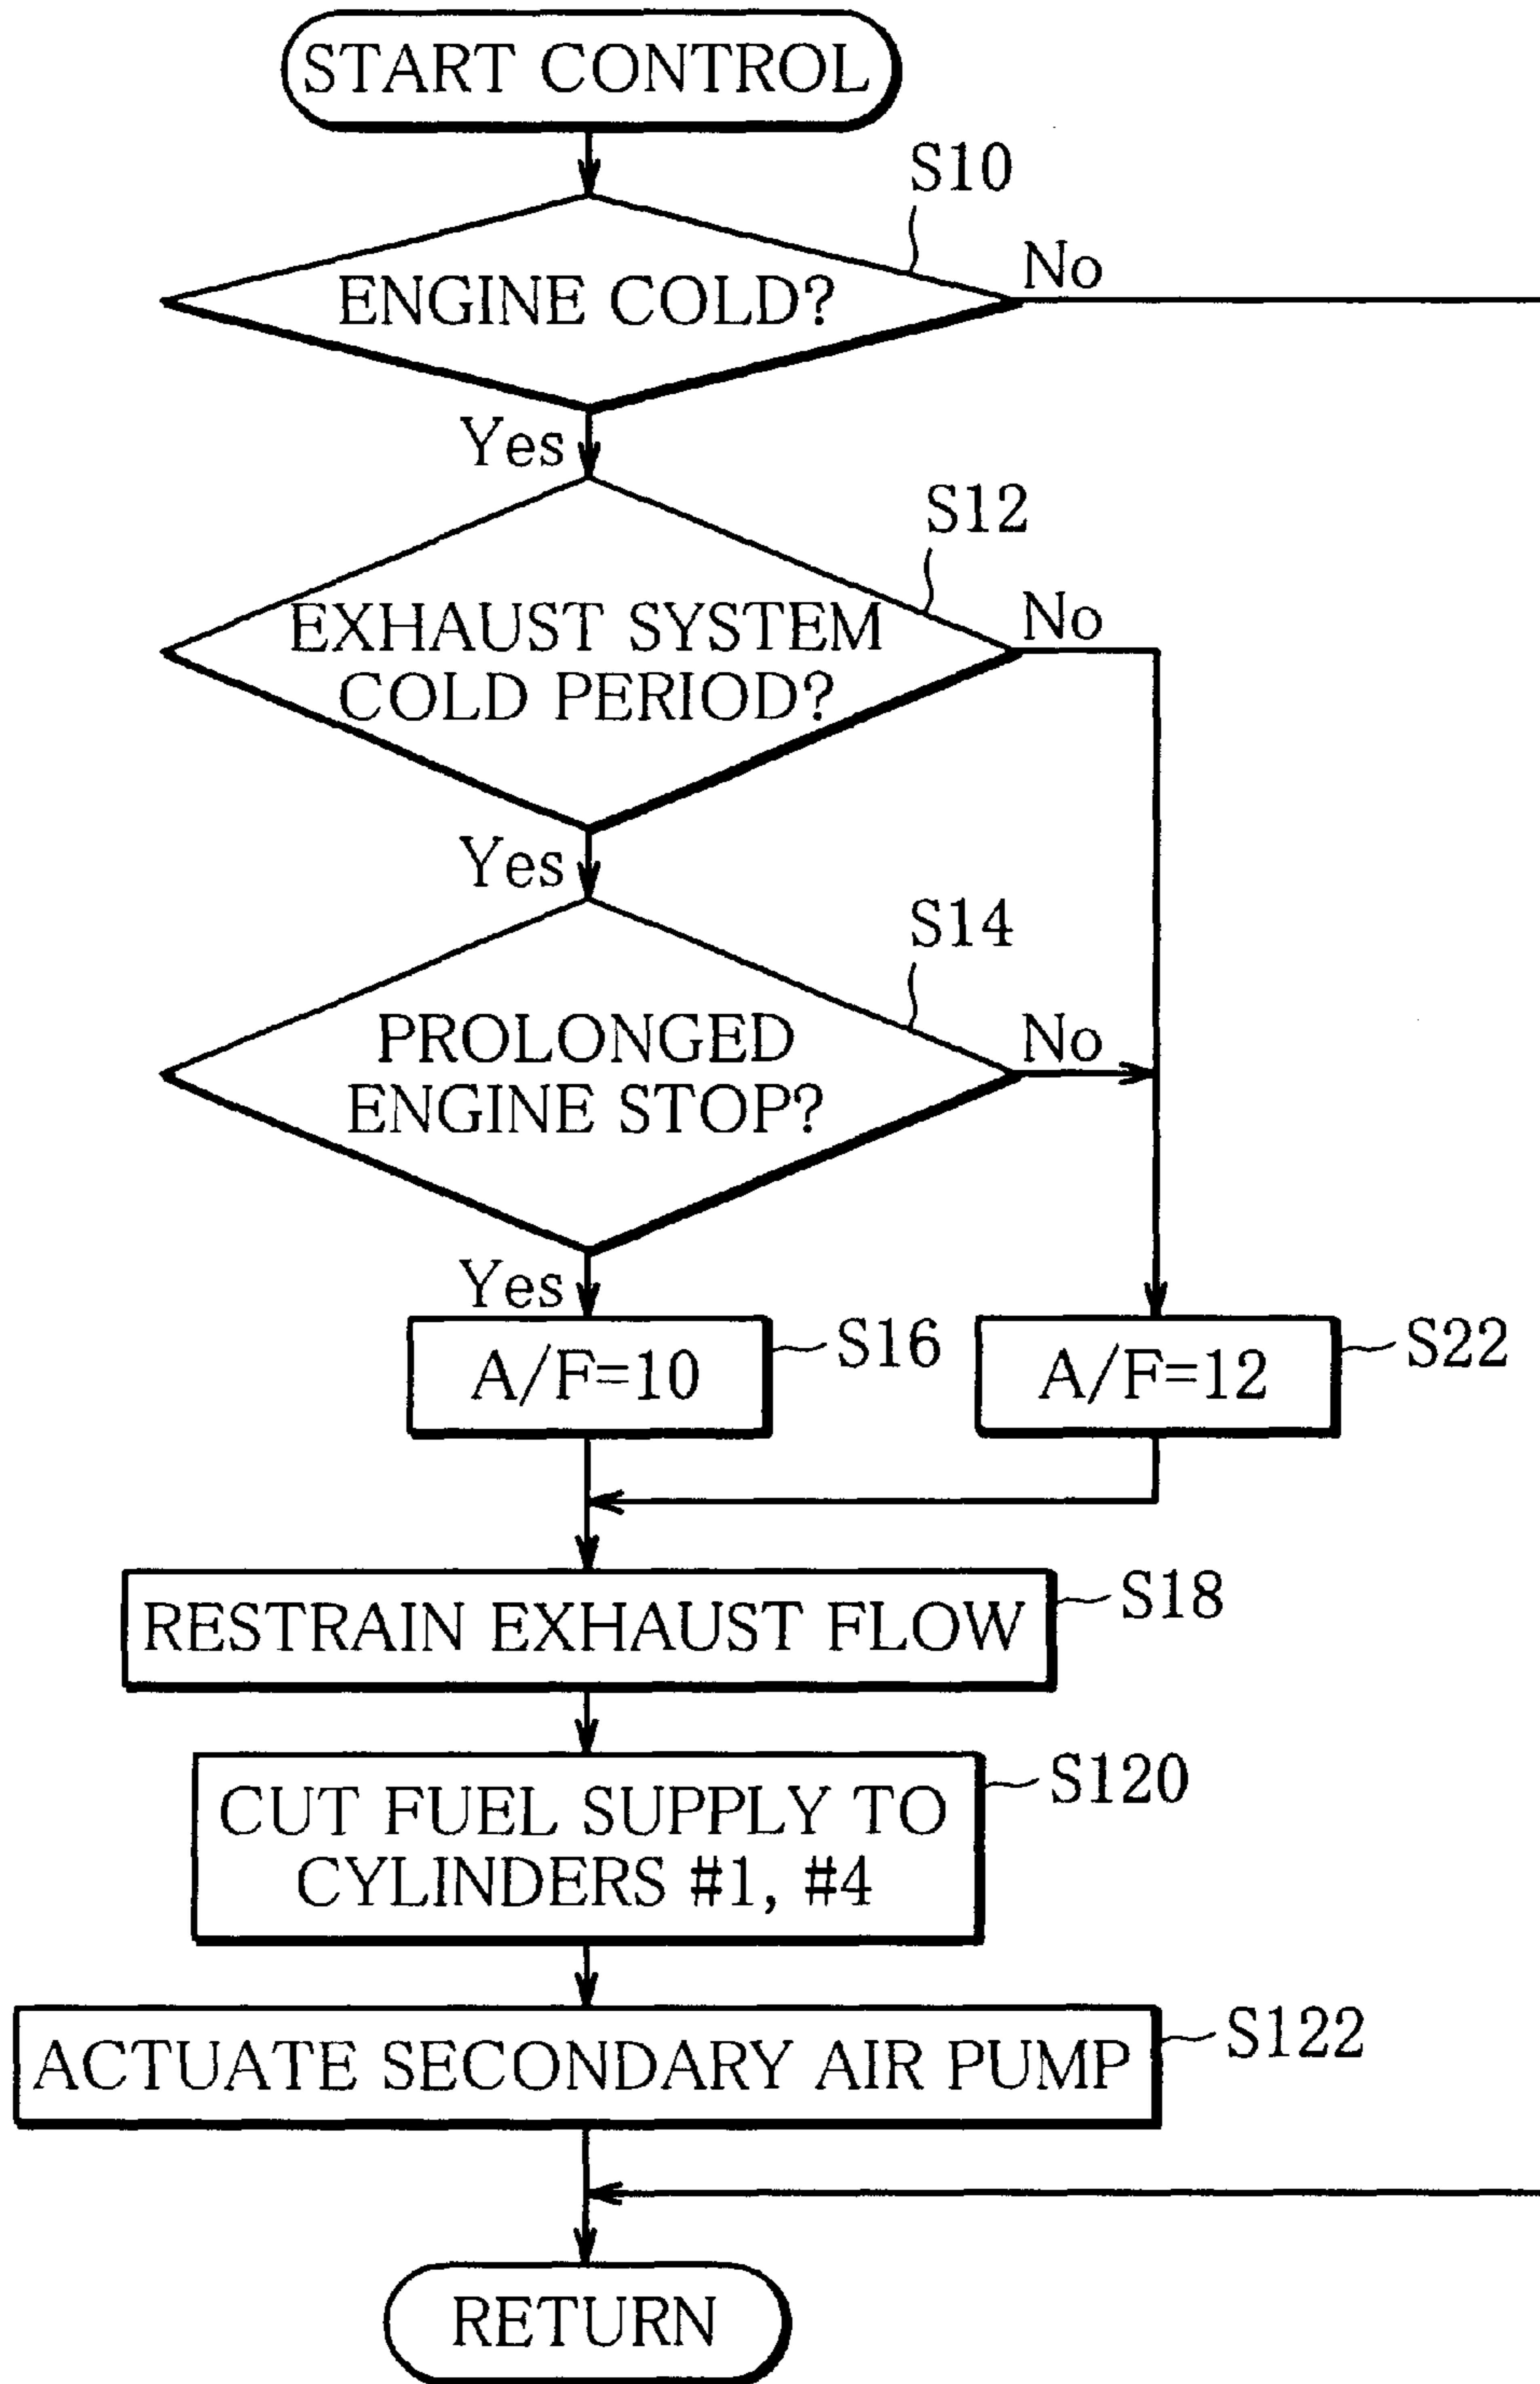 START CONTROL
S10
ENGINE COLD?
No
Yes
S12
EXHAUST SYSTEM
COLD PERIOD?
No
Yes
S14
PROLONGED
ENGINE STOP?
No
Yes
A/F=10
S16
A/F=12
S22
RESTRAIN EXHAUST FLOW
S18
CUT FUEL SUPPLY TO
CYLINDERS #1, #4
S120
ACTUATE SECONDARY AIR PUMP
S122
RETURN